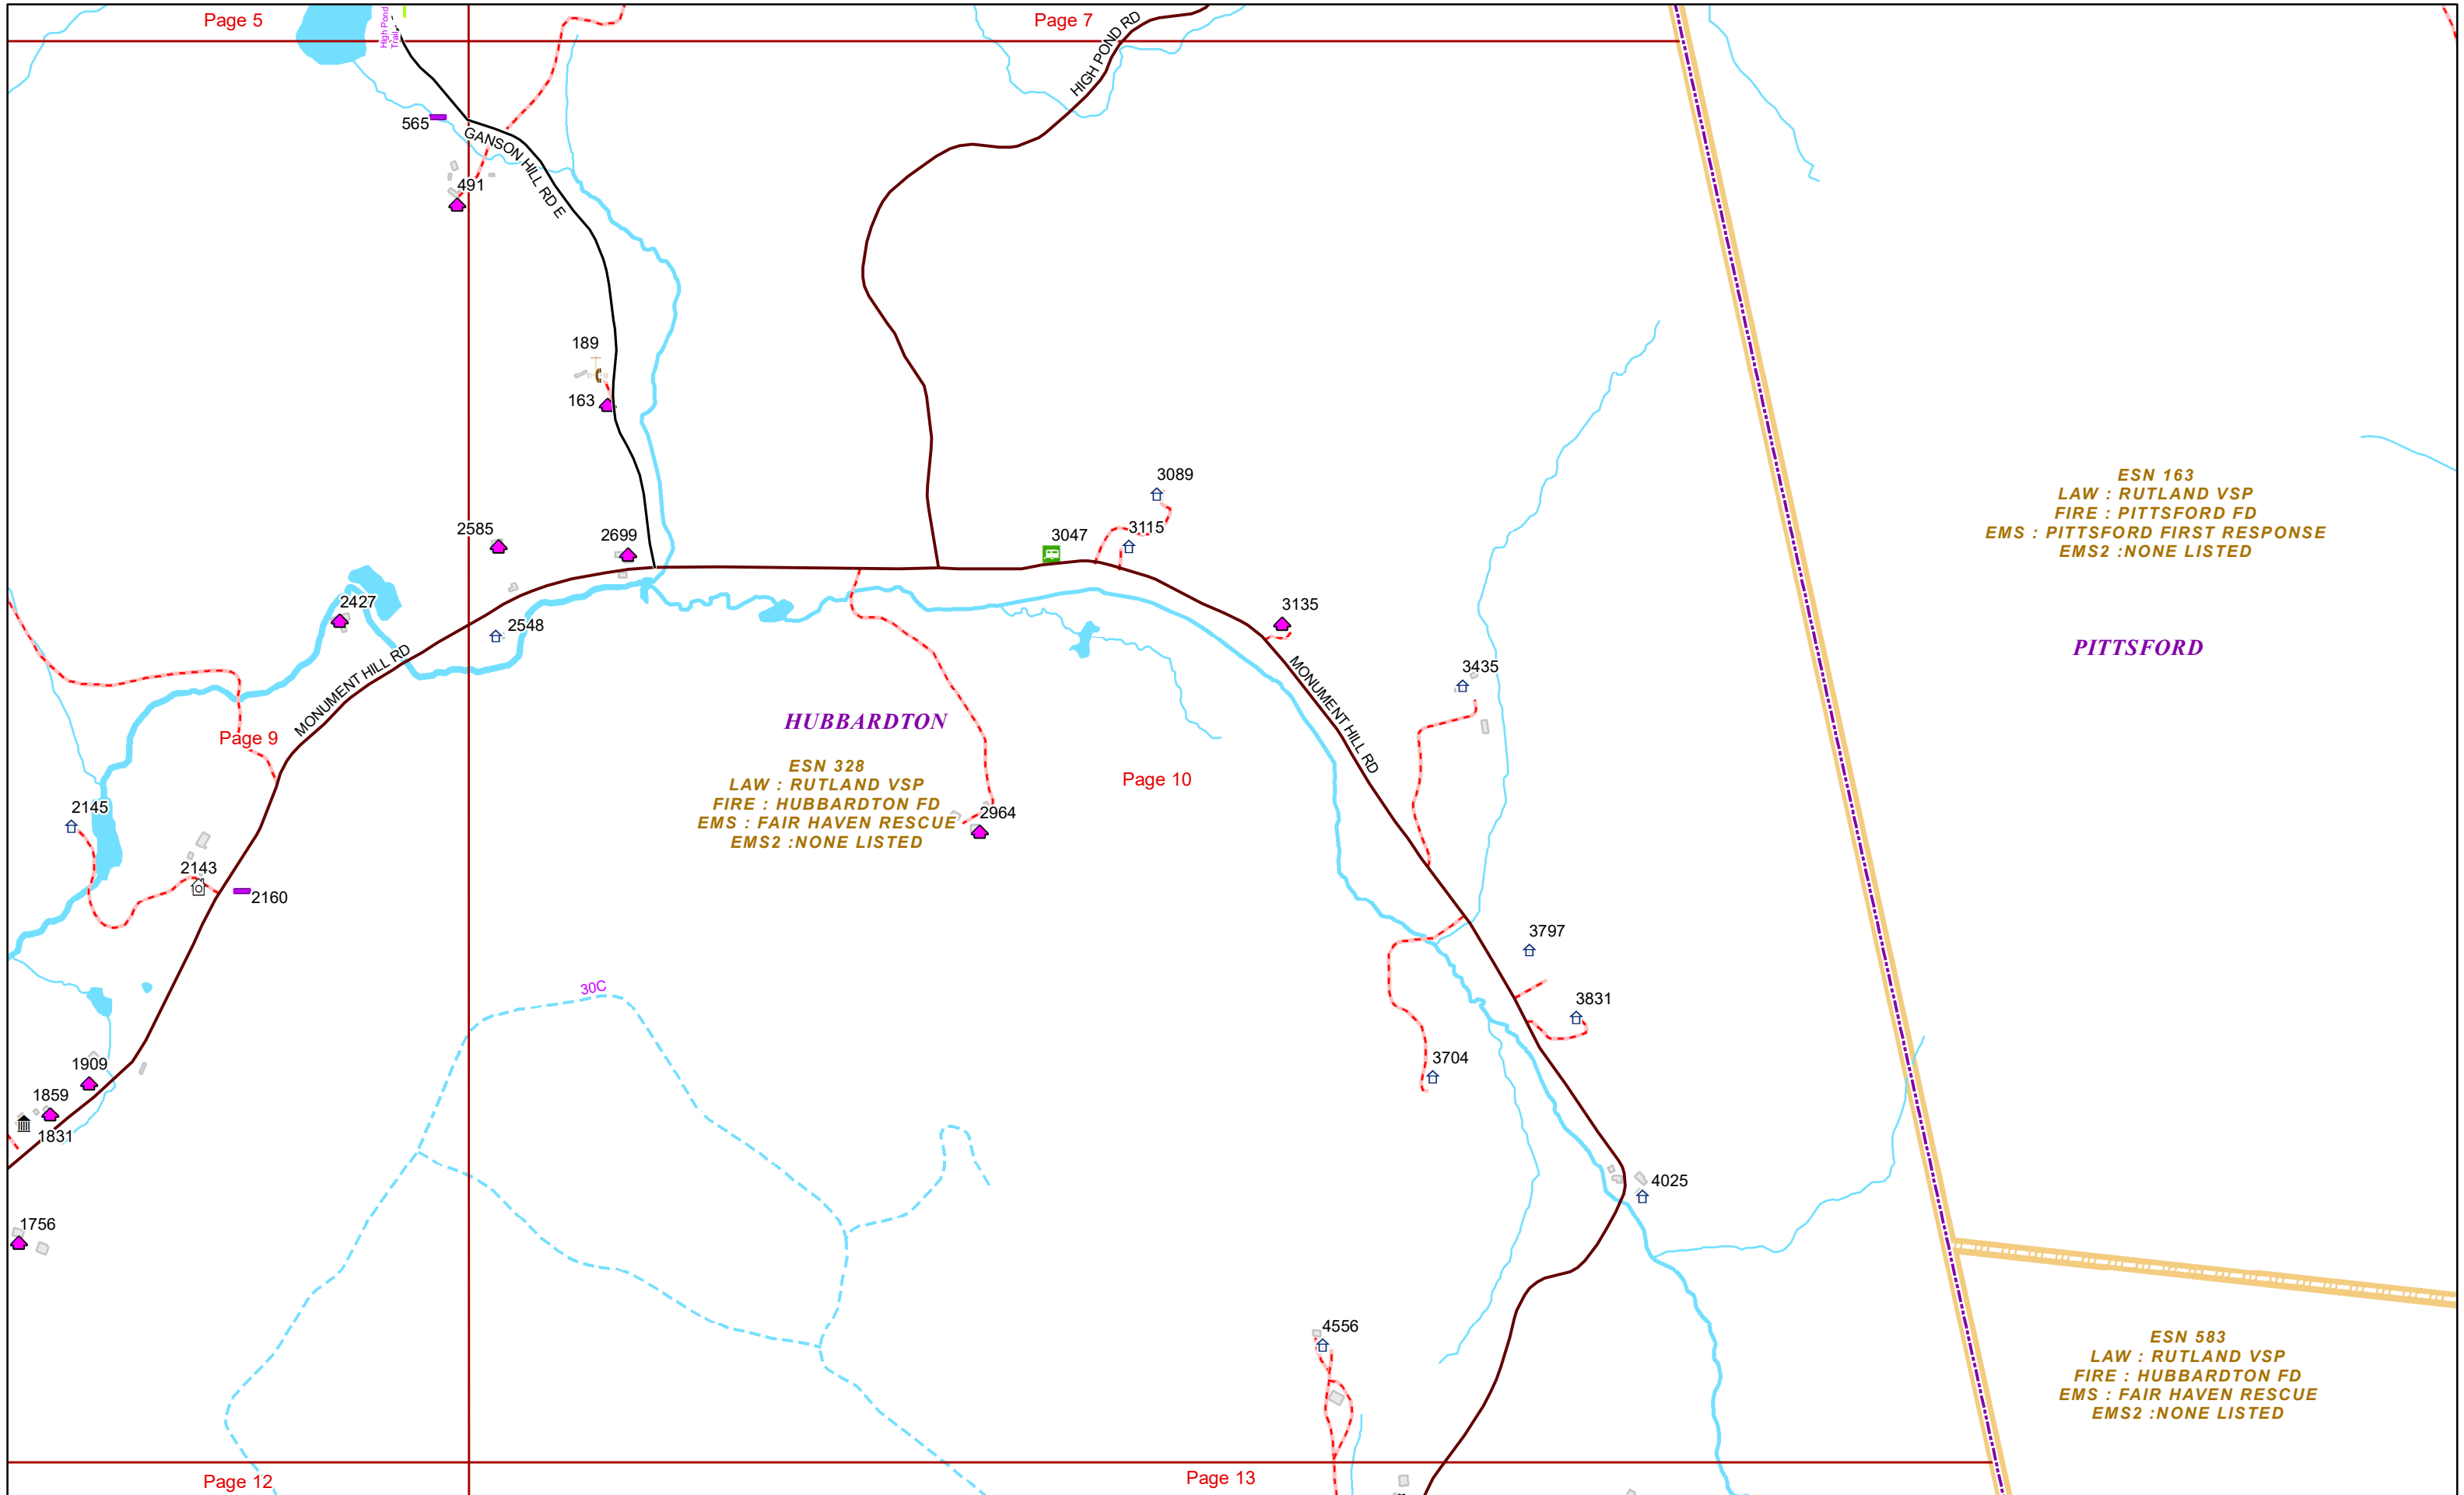 Page 5
High Pond
Trail
Page 7
HIGH POND RD
565
GANSON HILL RD E
491
189
163
3089
ESN 163
LAW : RUTLAND VSP
FIRE : PITTSFORD FD
EMS : PITTSFORD FIRST RESPONSE
EMS2 :NONE LISTED
2585
2699
3047
3115
2427
2548
3135
MONUMENT HILL RD
MONUMENT HILL RD
PITTSFORD
3435
HUBBARDTON
Page 9
ESN 328
LAW : RUTLAND VSP
FIRE : HUBBARDTON FD
EMS : FAIR HAVEN RESCUE
EMS2 :NONE LISTED
Page 10
2145
2964
2143
2160
3797
30C
3831
3704
1909
1859
1831
4025
1756
4556
ESN 583
LAW : RUTLAND VSP
FIRE : HUBBARDTON FD
EMS : FAIR HAVEN RESCUE
EMS2 :NONE LISTED
Page 12
Page 13